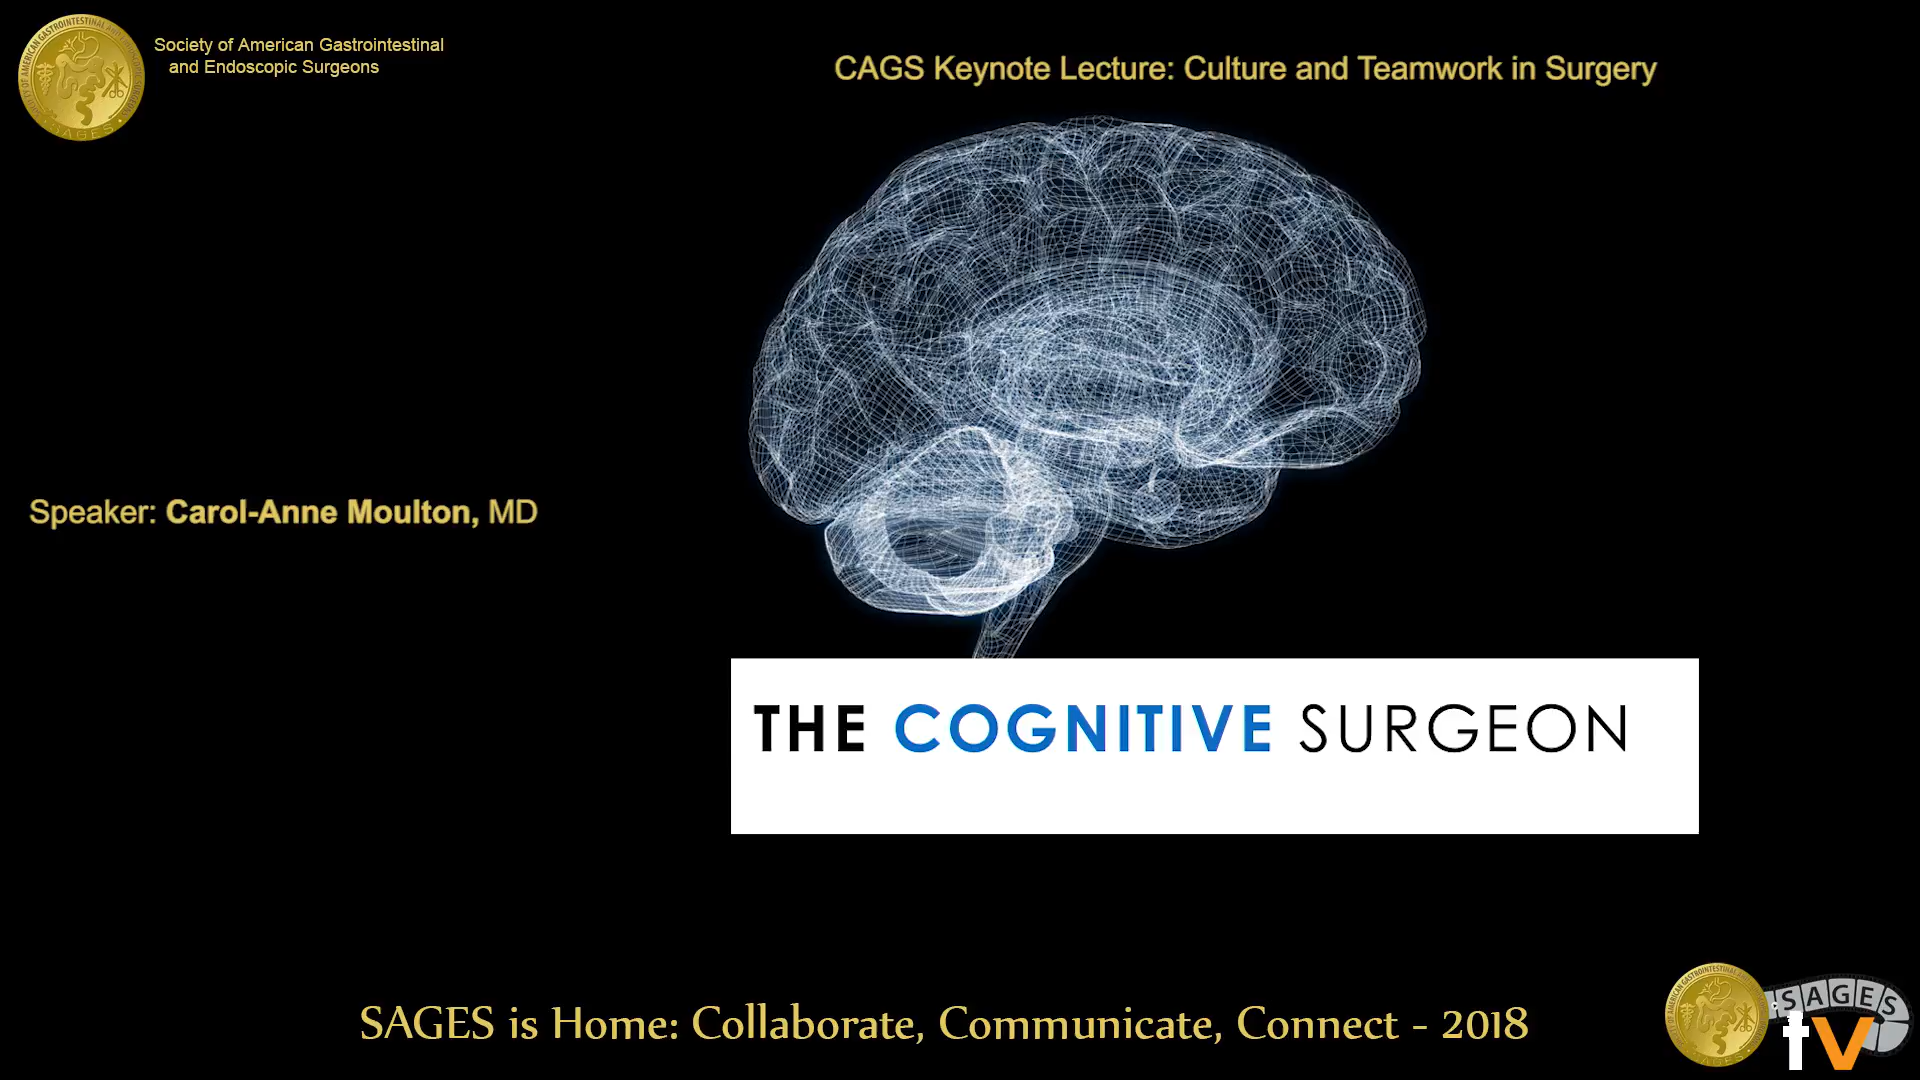 Society of American Gastrointestinal
and Endoscopic Surgeons
SAGES
CAGS Keynote Lecture: Culture and Teamwork in Surgery
Speaker: Carol-Anne Moulton, MD
THE COGNITIVE SURGEON
SAGES is Home: Collaborate, Communicate, Connect - 2018
SAGES
tv